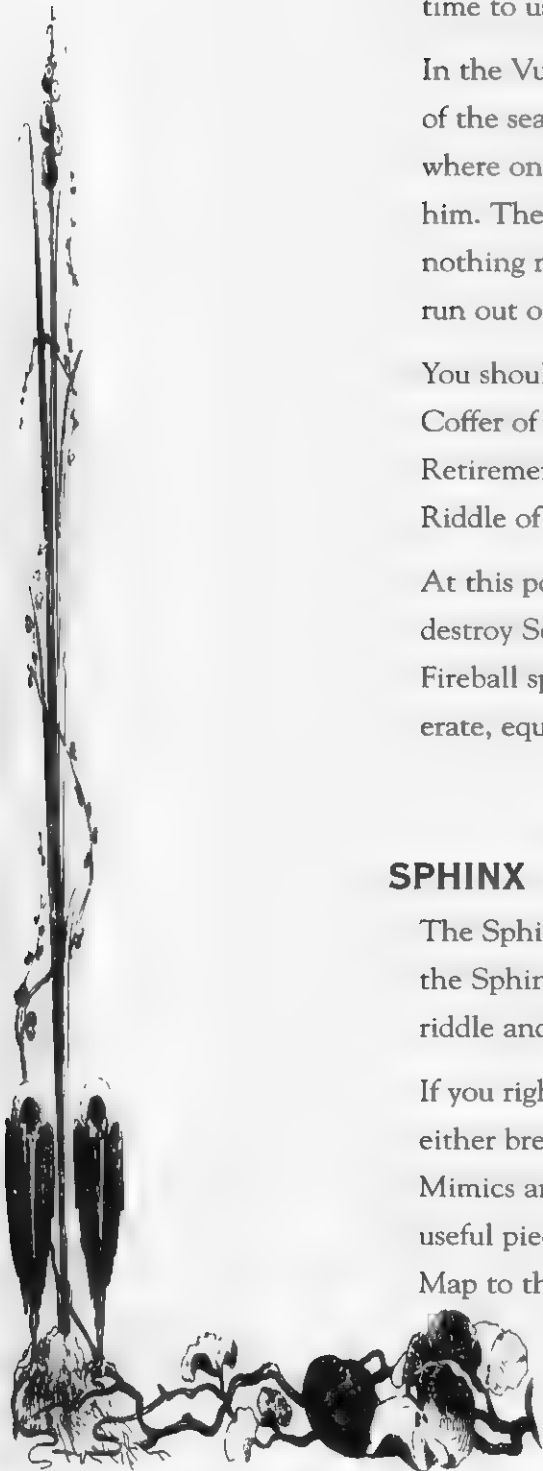 time to us
In the Vu
of the sea
where on
him. The
nothing r
run out o
You shoul
Coffer of
Retiremer
Riddle of
At this po
destroy Se
Fireball sp
erate, equ
SPHINX
The Sphi
the Sphin
riddle and
If you righ
either bre
Mimics ar
useful pie
Map to th